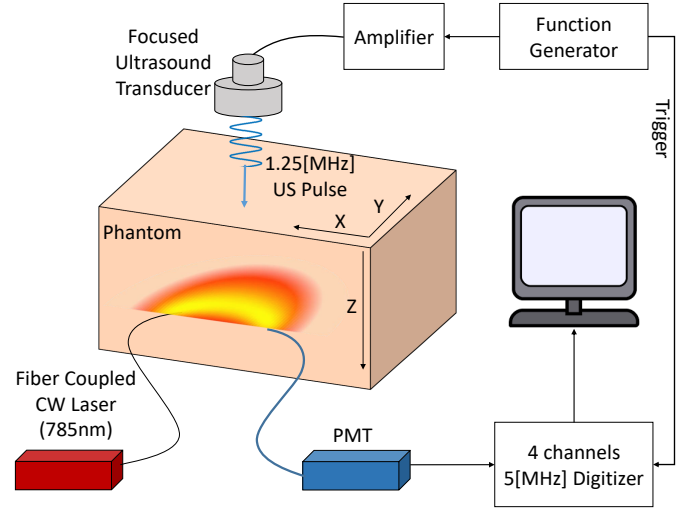 Focused
Ultrasound
Transducer
Amplifier
Function
Generator
Trigger
1.25[MHz]
US Pulse
Y
X
Phantom
Z
Fiber Coupled
CW Laser
(785nm)
PMT
4 channels
5[MHz] Digitizer